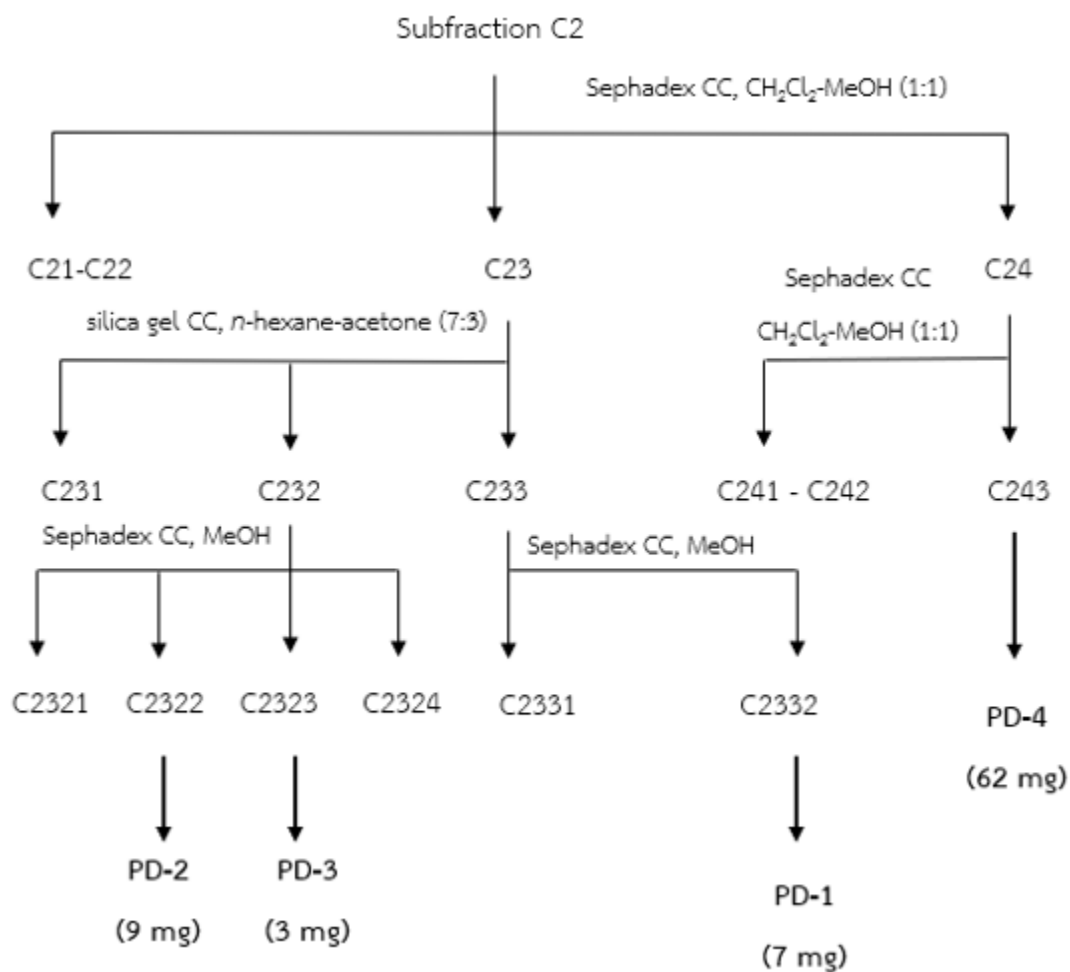 Subfraction C2
Sephadex CC, CH₂Cl₂-MeOH (1:1)
C21-C22
C23
C24
silica gel CC, n-hexane-acetone (7:3)
Sephadex CC
CH₂Cl₂-MeOH (1:1)
C231
C232
C233
C241 - C242
C243
Sephadex CC, MeOH
Sephadex CC, MeOH
C2321
C2322
C2323
C2324
C2331
C2332
PD-4
(62 mg)
PD-2
(9 mg)
PD-3
(3 mg)
PD-1
(7 mg)